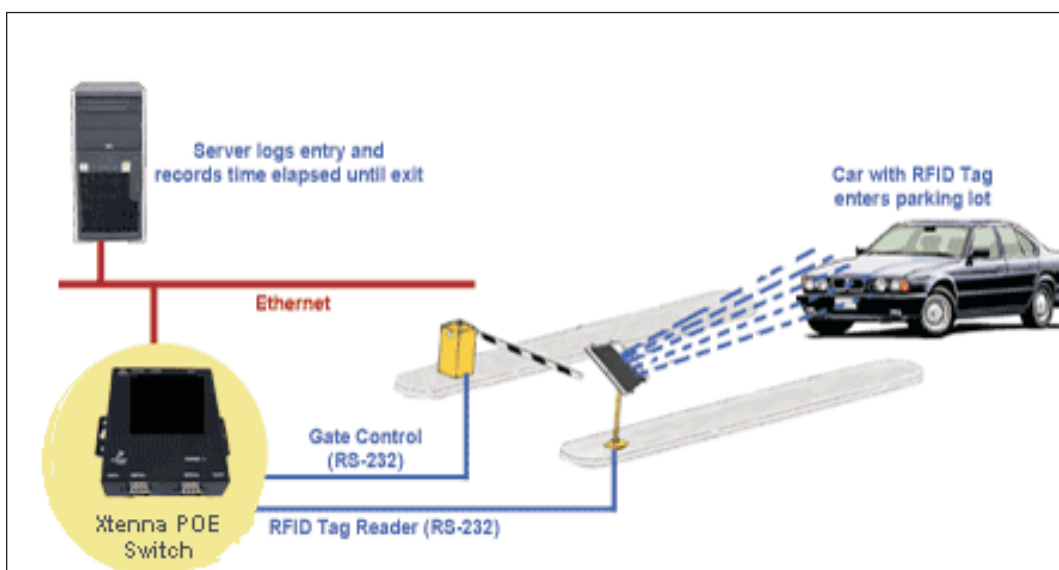 Server logs entry and
records time elapsed until exit
Car with RFID Tag
enters parking lot
Ethernet
Gate Control
(RS-232)
RFID Tag Reader (RS-232)
Xtenna POE
Switch